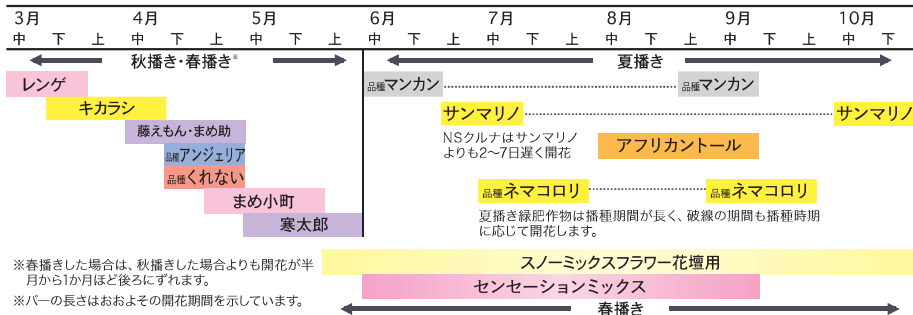 3月 4月 5月 6月 7月 8月 9月 10月
中 下 上 中 下 上 中 下 上 中 下 上 中 下 上 中 下 上 中 下 上 中 下
秋播き・春播き※ 夏播き
レンゲ 品種マンカン 品種マンカン
キカラシ サンマリノ サンマリノ
藤えもん・まめ助
NSクルナはサンマリノ
よりも2〜7日遅く開花
アフリカントール
品種アンジェリア
品種くれない 品種ネマコロリ 品種ネマコロリ
まめ小町
寒太郎
夏播き緑肥作物は播種期間が長く、破線の期間も播種時期
に応じて開花します。
※春播きした場合は、秋播きした場合よりも開花が半
月から1か月ほど後ろにずれます。
※バーの長さはおおよその開花期間を示しています。
スノーミックスフラワー花壇用
センセーションミックス
春播き